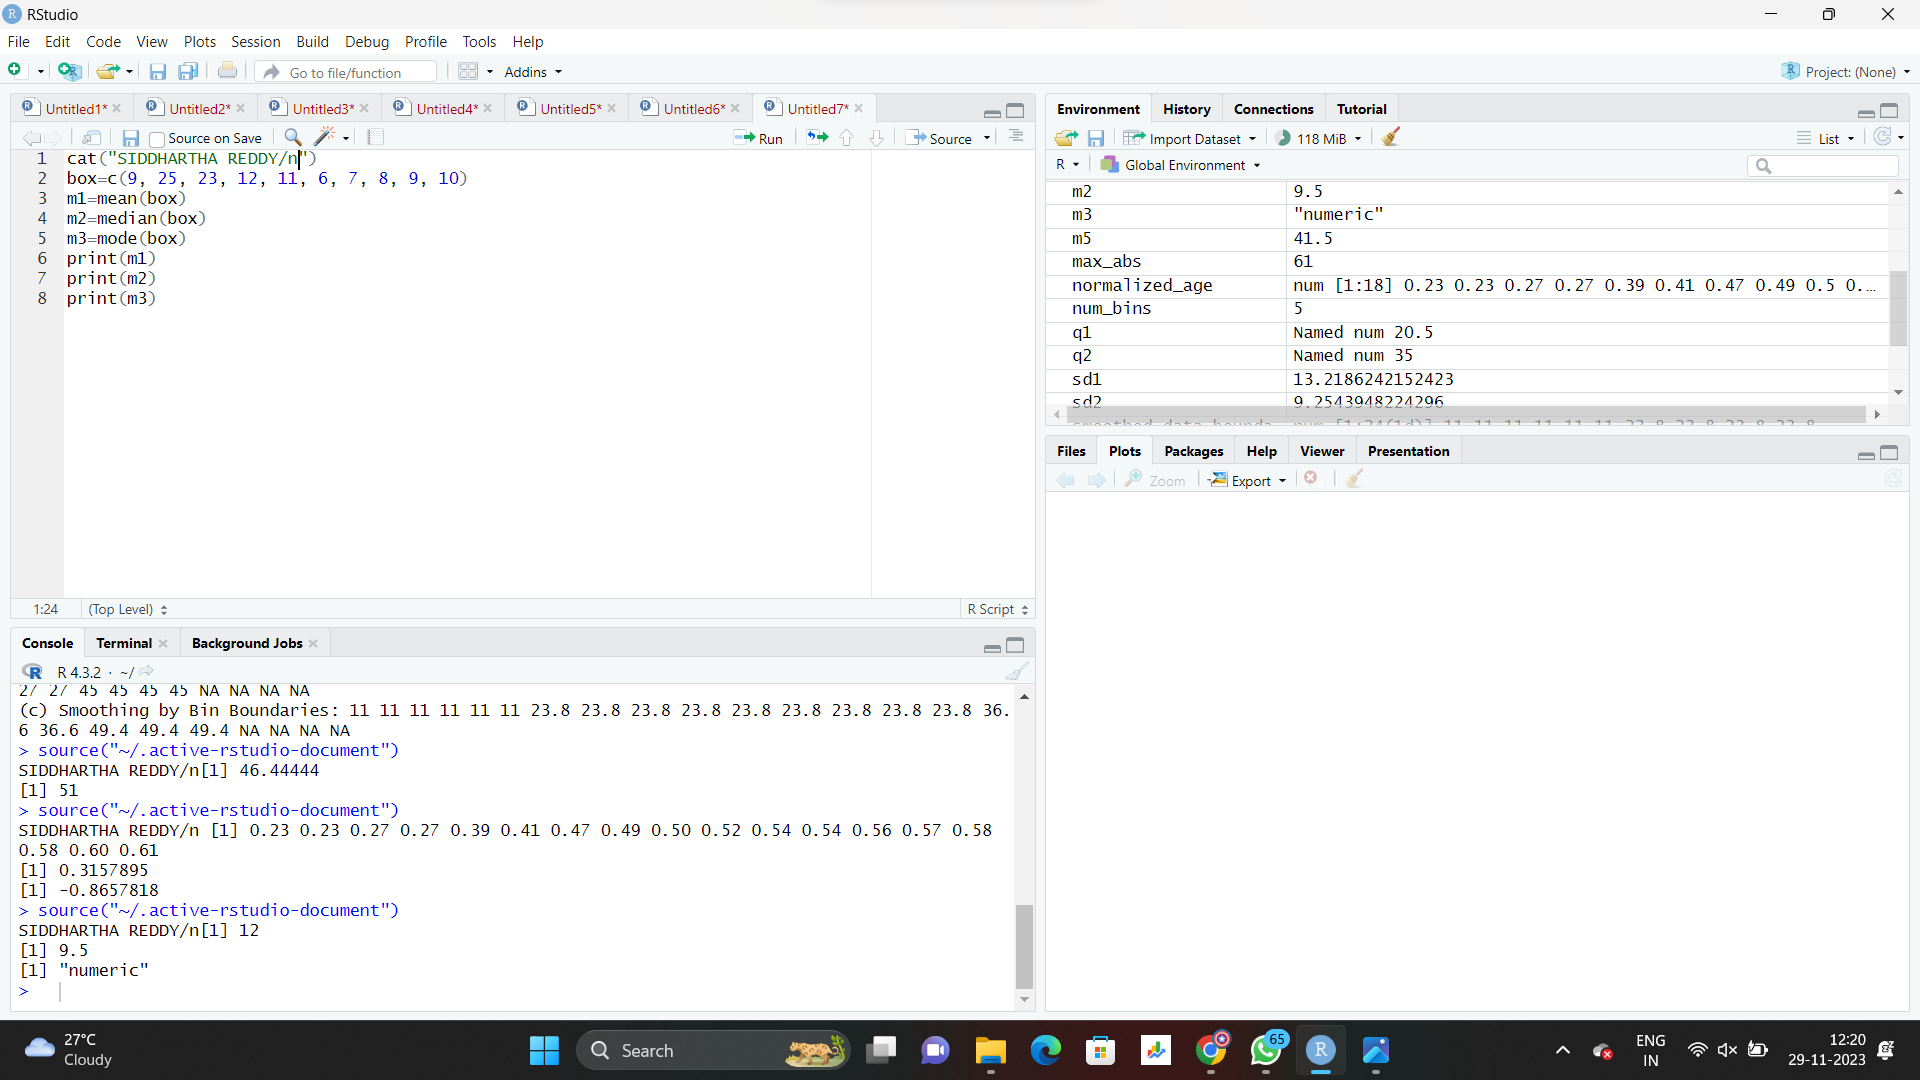 RStudio
File Edit Code View Plots Session Build Debug Profile Tools Help
Go to file/function Addins Project: (None)
Untitled1* Untitled2* Untitled3* Untitled4* Untitled5* Untitled6* Untitled7*
Source on Save Run Source
1 cat("SIDDHARTHA REDDY/n")
2 box=c(9, 25, 23, 12, 11, 6, 7, 8, 9, 10)
3 m1=mean(box)
4 m2=median(box)
5 m3=mode(box)
6 print(m1)
7 print(m2)
8 print(m3)
1:24 (Top Level) R Script
Console Terminal Background Jobs
R 4.3.2 · ~/
27 27 45 45 45 45 NA NA NA NA
(c) Smoothing by Bin Boundaries: 11 11 11 11 11 11 23.8 23.8 23.8 23.8 23.8 23.8 23.8 23.8 23.8 36.
6 36.6 49.4 49.4 49.4 NA NA NA NA
> source("~/.active-rstudio-document")
SIDDHARTHA REDDY/n[1] 46.44444
[1] 51
> source("~/.active-rstudio-document")
SIDDHARTHA REDDY/n [1] 0.23 0.23 0.27 0.27 0.39 0.41 0.47 0.49 0.50 0.52 0.54 0.54 0.56 0.57 0.58
0.58 0.60 0.61
[1] 0.3157895
[1] -0.8657818
> source("~/.active-rstudio-document")
SIDDHARTHA REDDY/n[1] 12
[1] 9.5
[1] "numeric"
>
Environment History Connections Tutorial
Import Dataset 118 MiB List
R Global Environment
m2 9.5
m3 "numeric"
m5 41.5
max_abs 61
normalized_age num [1:18] 0.23 0.23 0.27 0.27 0.39 0.41 0.47 0.49 0.5 0.…
num_bins 5
q1 Named num 20.5
q2 Named num 35
sd1 13.2186242152423
sd2 9.2543948224296
Files Plots Packages Help Viewer Presentation
Zoom Export
27°C
Cloudy
Search
65
ENG
IN
12:20
29-11-2023